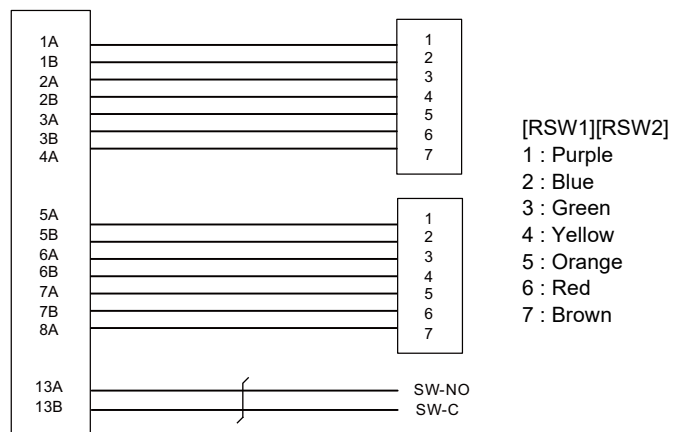 1A
1B
2A
2B
3A
3B
4A
1
2
3
4
5
6
7
5A
5B
6A
6B
7A
7B
8A
1
2
3
4
5
6
7
13A
13B
SW-NO
SW-C
[RSW1][RSW2]
1 : Purple
2 : Blue
3 : Green
4 : Yellow
5 : Orange
6 : Red
7 : Brown